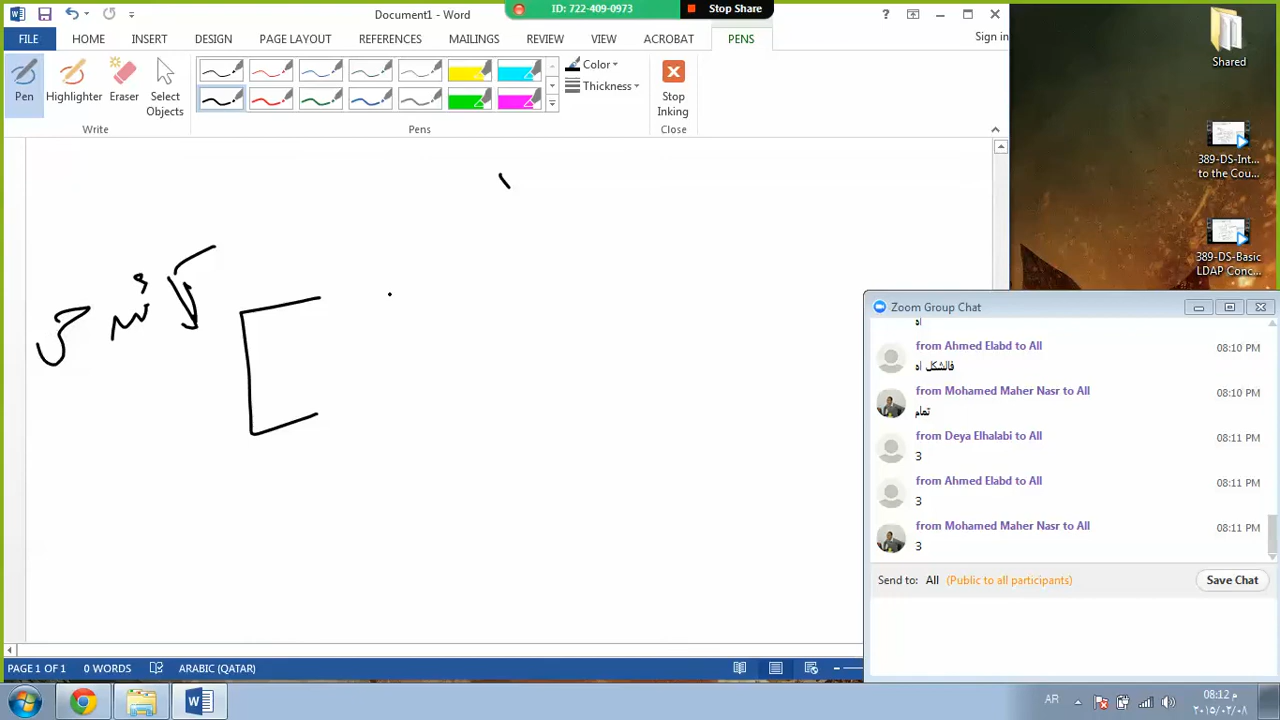 Document1 - Word
ID: 722-409-0973
Stop Share
?
FILE HOME INSERT DESIGN PAGE LAYOUT REFERENCES MAILINGS REVIEW VIEW ACROBAT PENS
Sign in
Pen
Highlighter
Eraser
Select Objects
Color
Thickness
Stop Inking
Write
Pens
Close
Shared
389-DS-Int... to the Cou...
389-DS-Basic LDAP Conc...
Zoom Group Chat
اه
from Ahmed Elabd to All 08:10 PM
فالشكل اه
from Mohamed Maher Nasr to All 08:10 PM
تمام
from Deya Elhalabi to All 08:11 PM
3
from Ahmed Elabd to All 08:11 PM
3
from Mohamed Maher Nasr to All 08:11 PM
3
Send to: All (Public to all participants)
Save Chat
PAGE 1 OF 1 0 WORDS ARABIC (QATAR)
AR
08:12 م
٢٠١٥/٠٣/٠٨